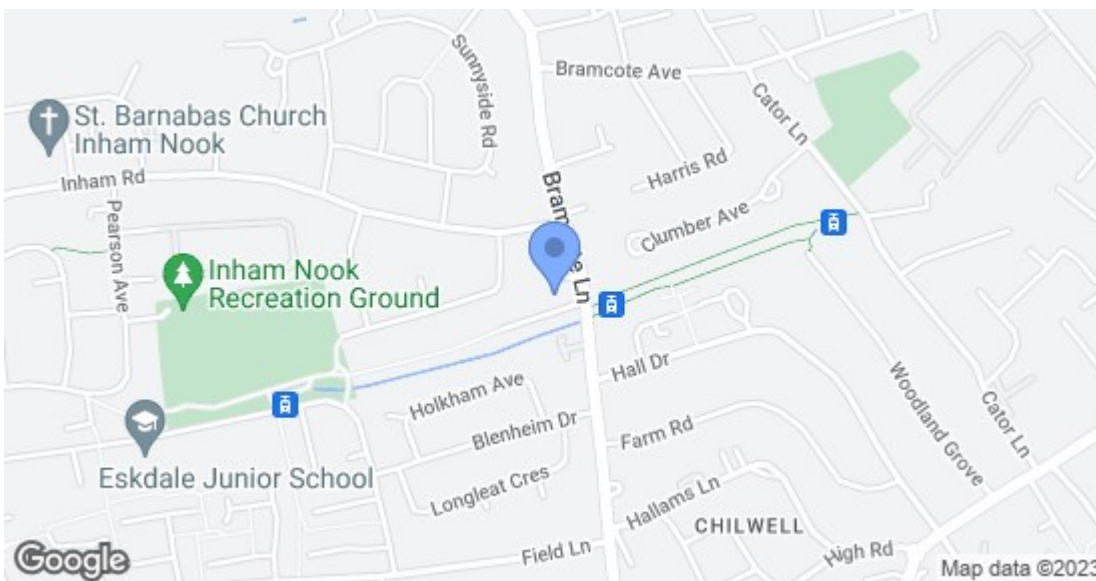 Sunnyside Rd
Bramcote Ave
Cator Ln
St. Barnabas Church
Inham Nook
Harris Rd
Inham Rd
Pearson Ave
Clumber Ave
Inham Nook
Recreation Ground
Hall Dr
Holkham Ave
Woodland Grove
Cator Ln
Blenheim Dr
Farm Rd
Eskdale Junior School
Longleat Cres
Hallams Ln
CHILWELL
Field Ln
High Rd
Google
Map data ©2023